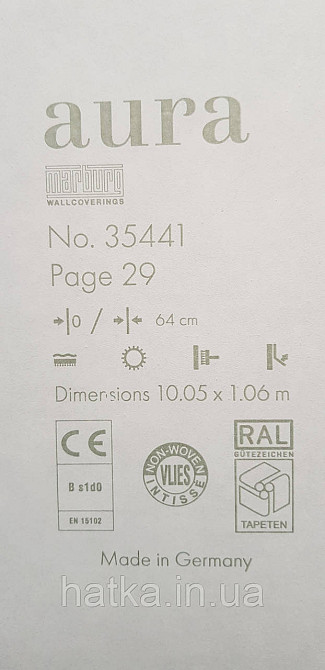 aura
marburg
WALLCOVERINGS
No. 35441
Page 29
0 / 64 cm
Dimensions 10.05 x 1.06 m
CE
B s1d0
EN 15102
NON-WOVEN
VLIES
INTISSE
RAL
GÜTEZEICHEN
TAPETEN
Made in Germany
hatka.in.ua